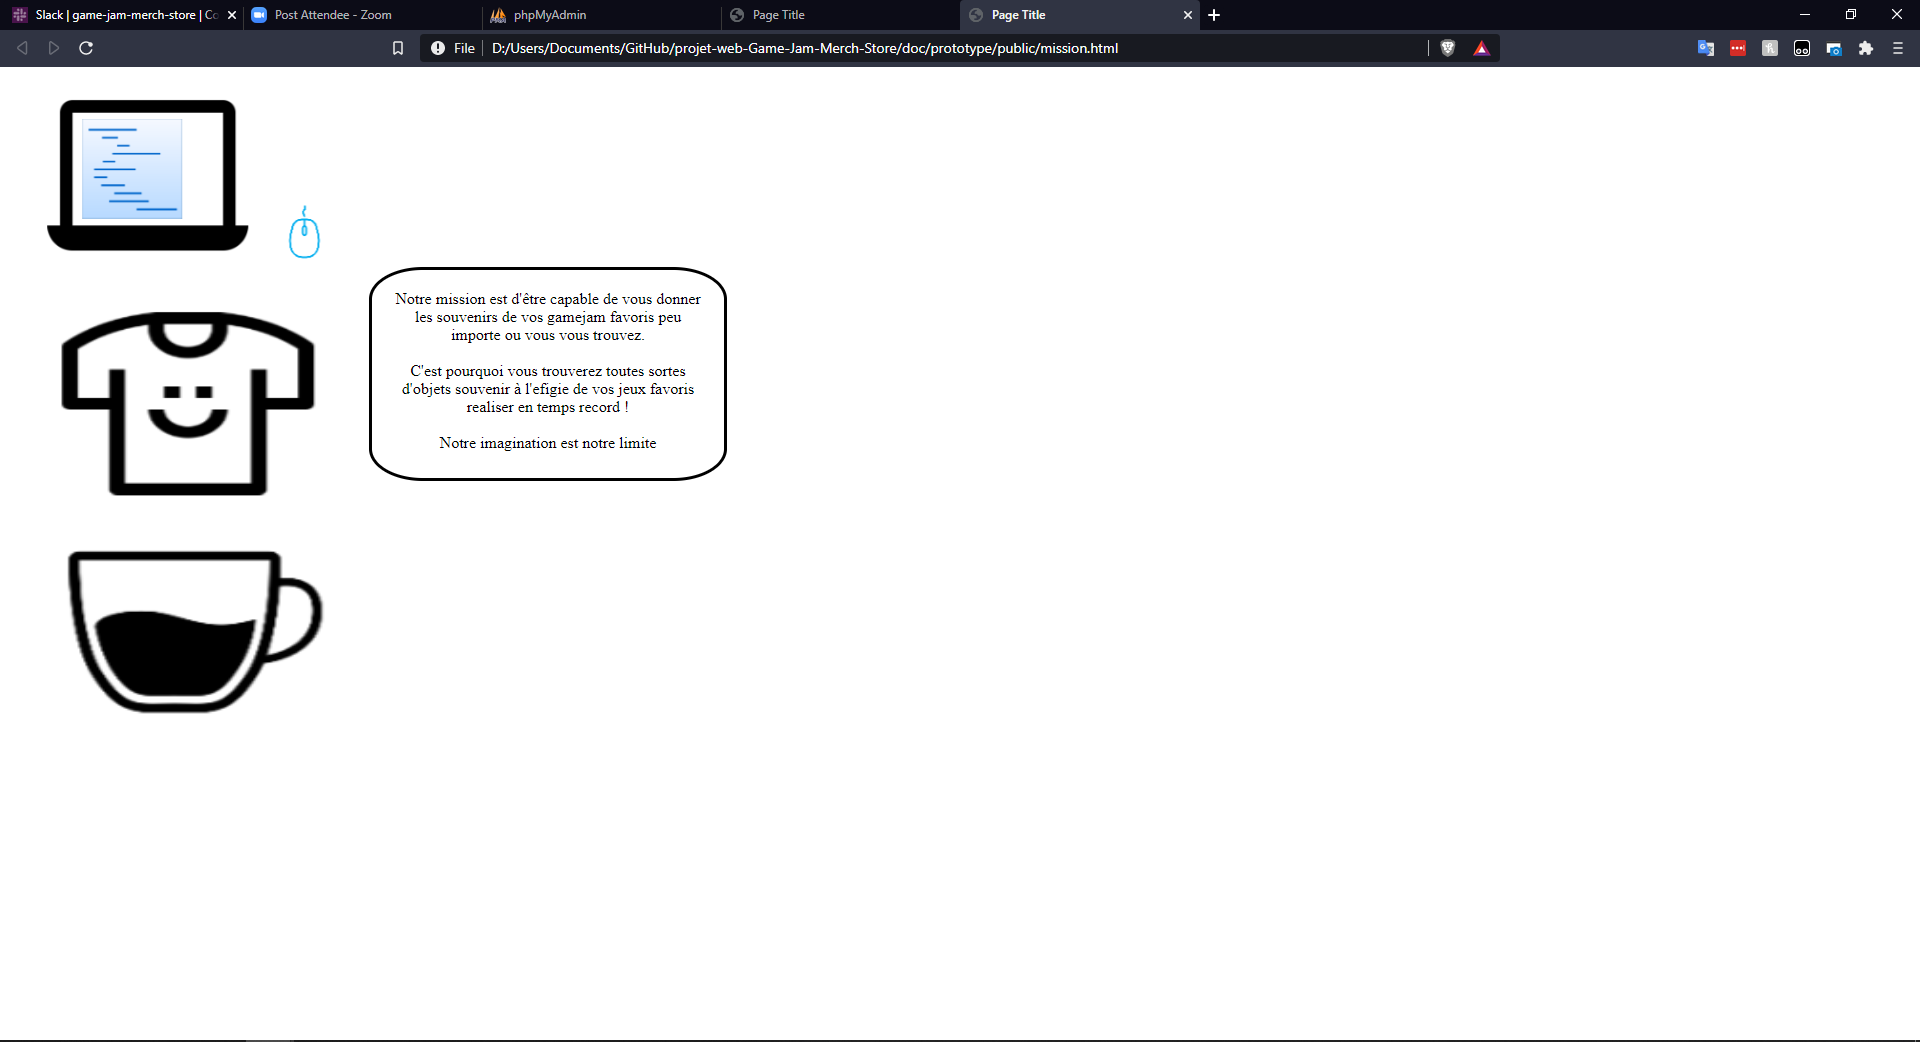 Slack | game-jam-merch-store | Co
Post Attendee - Zoom
phpMyAdmin
Page Title
Page Title
File
D:/Users/Documents/GitHub/projet-web-Game-Jam-Merch-Store/doc/prototype/public/mission.html
Notre mission est d'être capable de vous donner
les souvenirs de vos gamejam favoris peu
importe ou vous vous trouvez.
C'est pourquoi vous trouverez toutes sortes
d'objets souvenir à l'efigie de vos jeux favoris
realiser en temps record !
Notre imagination est notre limite